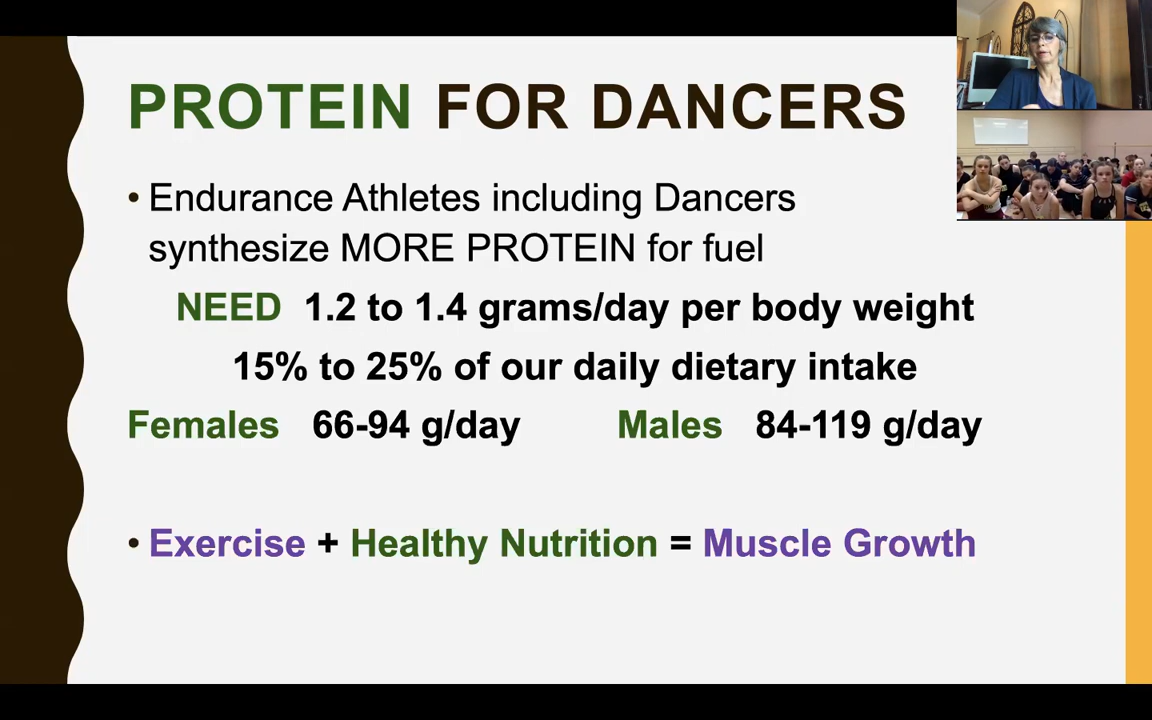 PROTEIN FOR DANCERS
• Endurance Athletes including Dancers
synthesize MORE PROTEIN for fuel
NEED 1.2 to 1.4 grams/day per body weight
15% to 25% of our daily dietary intake
Females 66-94 g/day Males 84-119 g/day
• Exercise + Healthy Nutrition = Muscle Growth